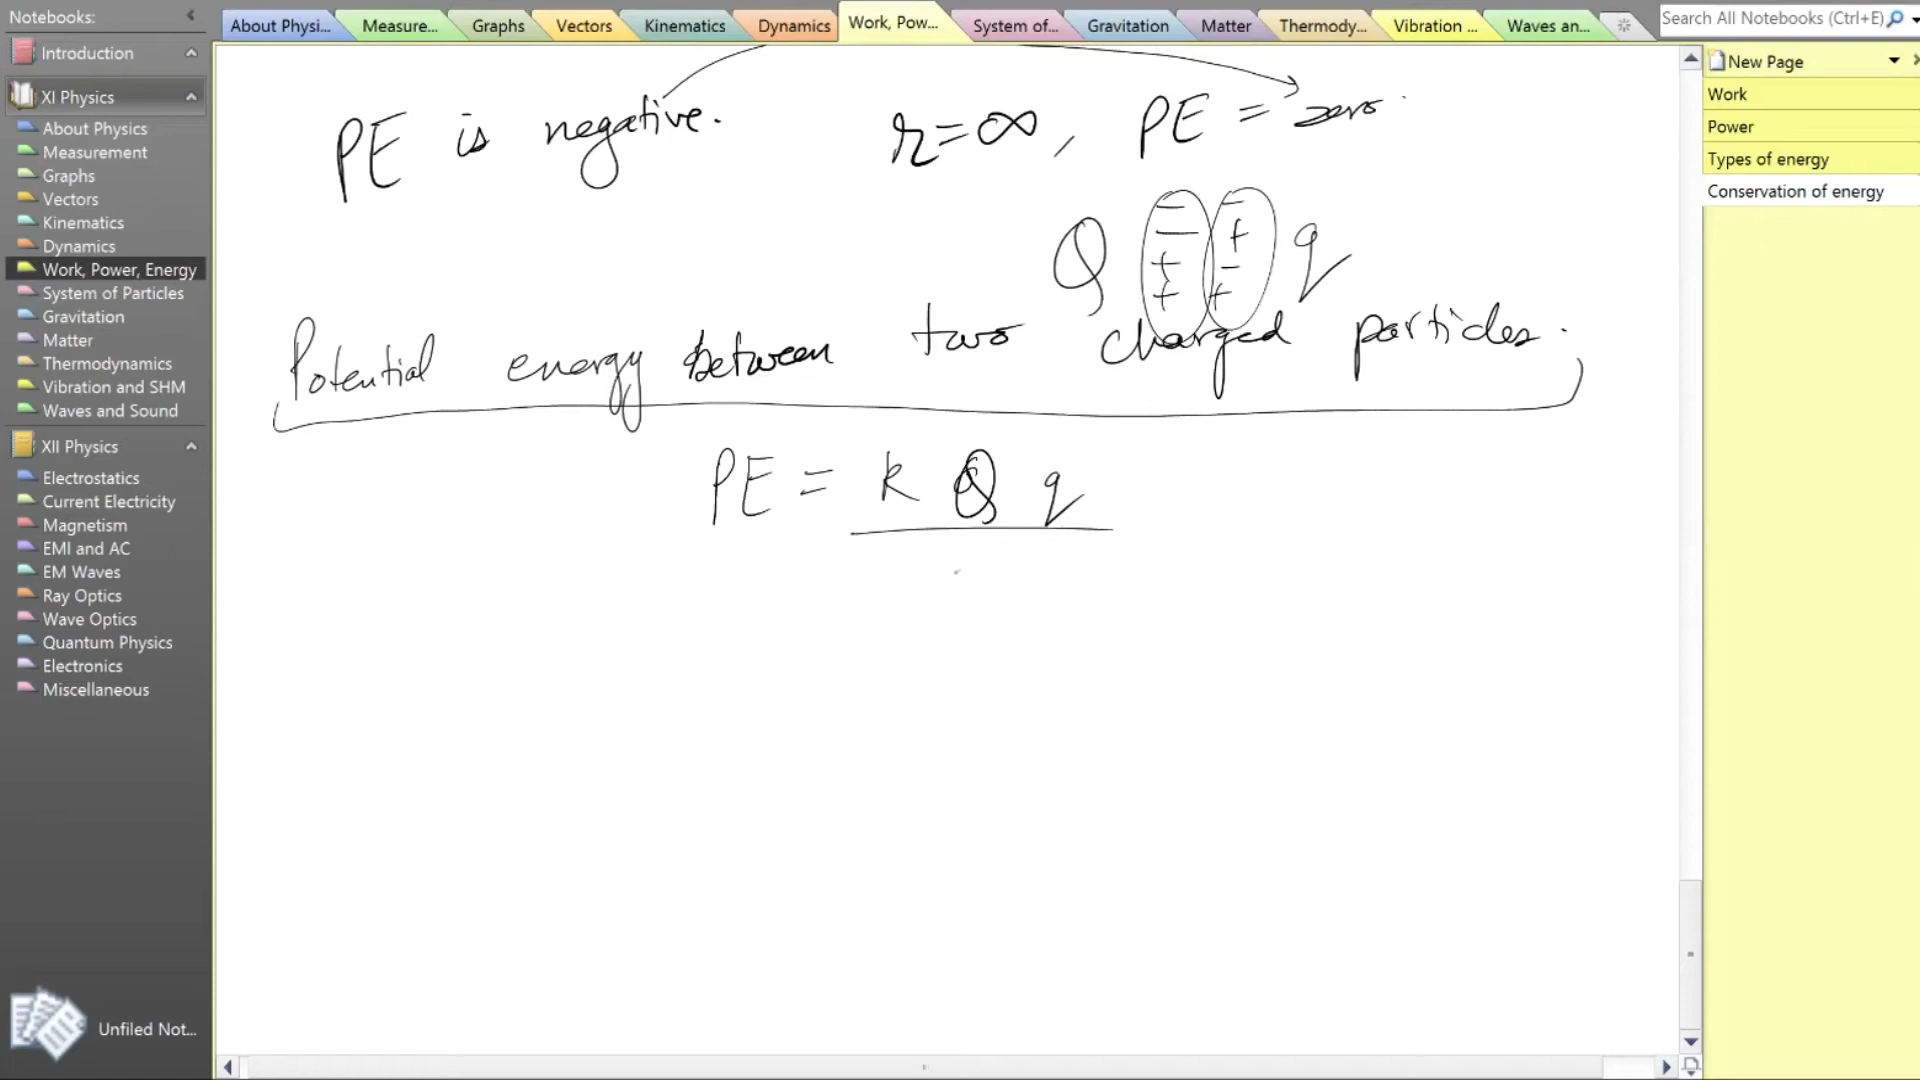 Notebooks:
Introduction
XI Physics
About Physics
Measurement
Graphs
Vectors
Kinematics
Dynamics
Work, Power, Energy
System of Particles
Gravitation
Matter
Thermodynamics
Vibration and SHM
Waves and Sound
XII Physics
Electrostatics
Current Electricity
Magnetism
EMI and AC
EM Waves
Ray Optics
Wave Optics
Quantum Physics
Electronics
Miscellaneous
Unfiled Not...
About Physi... Measure... Graphs Vectors Kinematics Dynamics Work, Pow... System of... Gravitation Matter Thermody... Vibration ... Waves an...
Search All Notebooks (Ctrl+E)
PE is negative. r=∞, PE = zero.
Q − − q
− +
+ −
+ +
Potential energy between two charged particles.
PE = k Q q
New Page
Work
Power
Types of energy
Conservation of energy